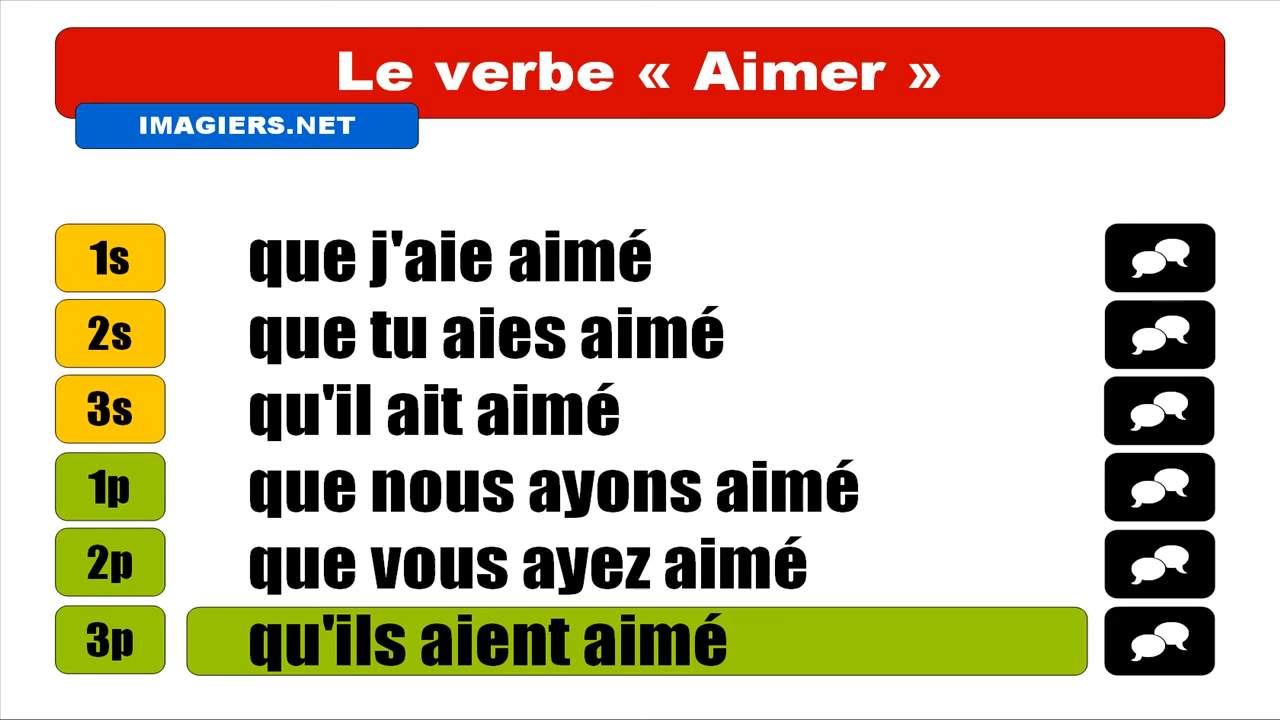 Le verbe « Aimer »
IMAGIERS.NET
1s que j'aie aimé
2s que tu aies aimé
3s qu'il ait aimé
1p que nous ayons aimé
2p que vous ayez aimé
3p qu'ils aient aimé